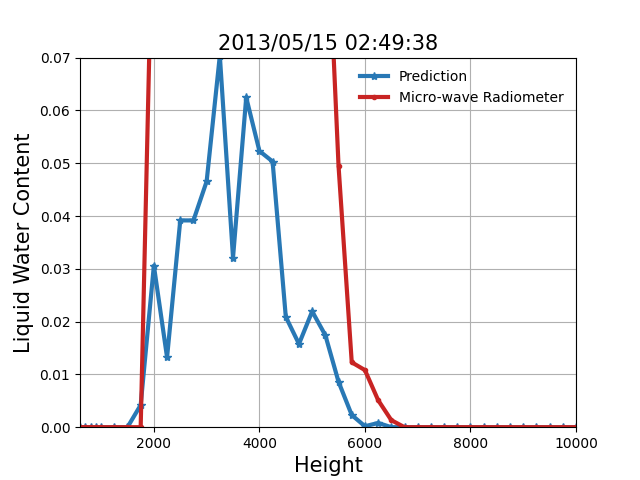 2013/05/15 02:49:38
0.07
0.06
0.05
0.04
0.03
0.02
0.01
0.00
Liquid Water Content
Prediction
Micro-wave Radiometer
2000 4000 6000 8000 10000
Height